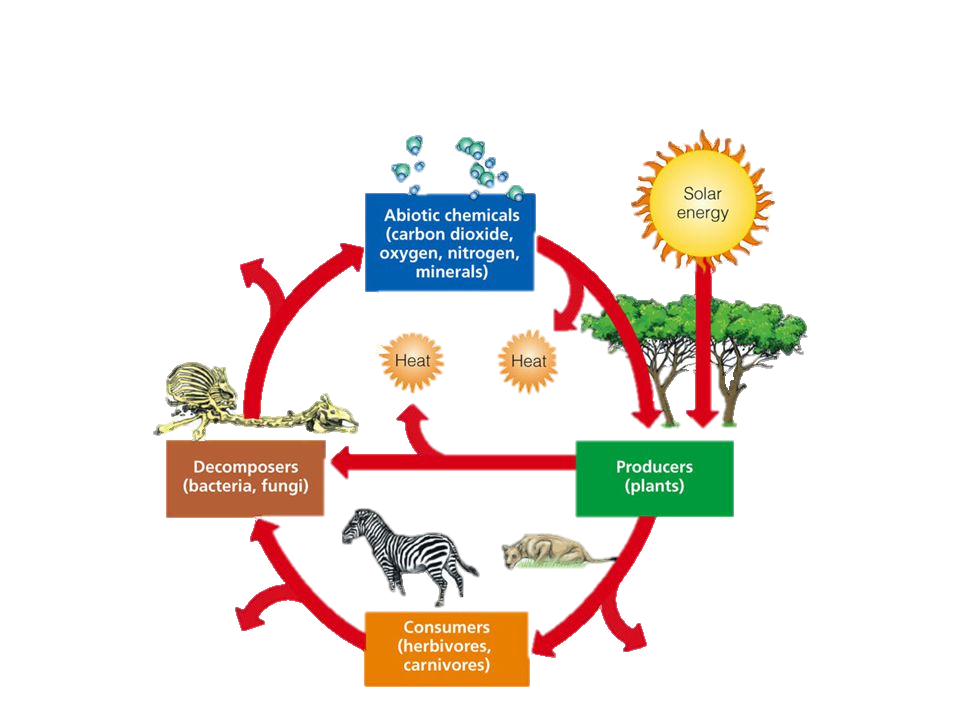 Abiotic chemicals
(carbon dioxide,
oxygen, nitrogen,
minerals)
Solar
energy
Heat
Heat
Decomposers
(bacteria, fungi)
Producers
(plants)
Consumers
(herbivores,
carnivores)